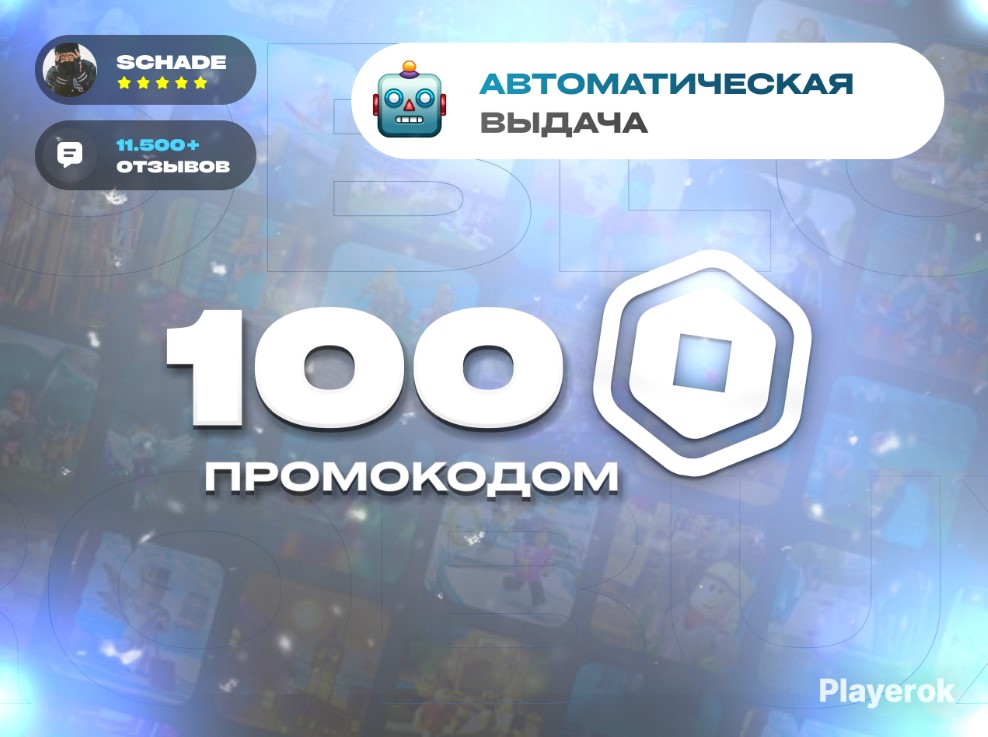 SCHADE
11.500+
ОТЗЫВОВ
АВТОМАТИЧЕСКАЯ
ВЫДАЧА
100
ПРОМОКОДОМ
Playerok